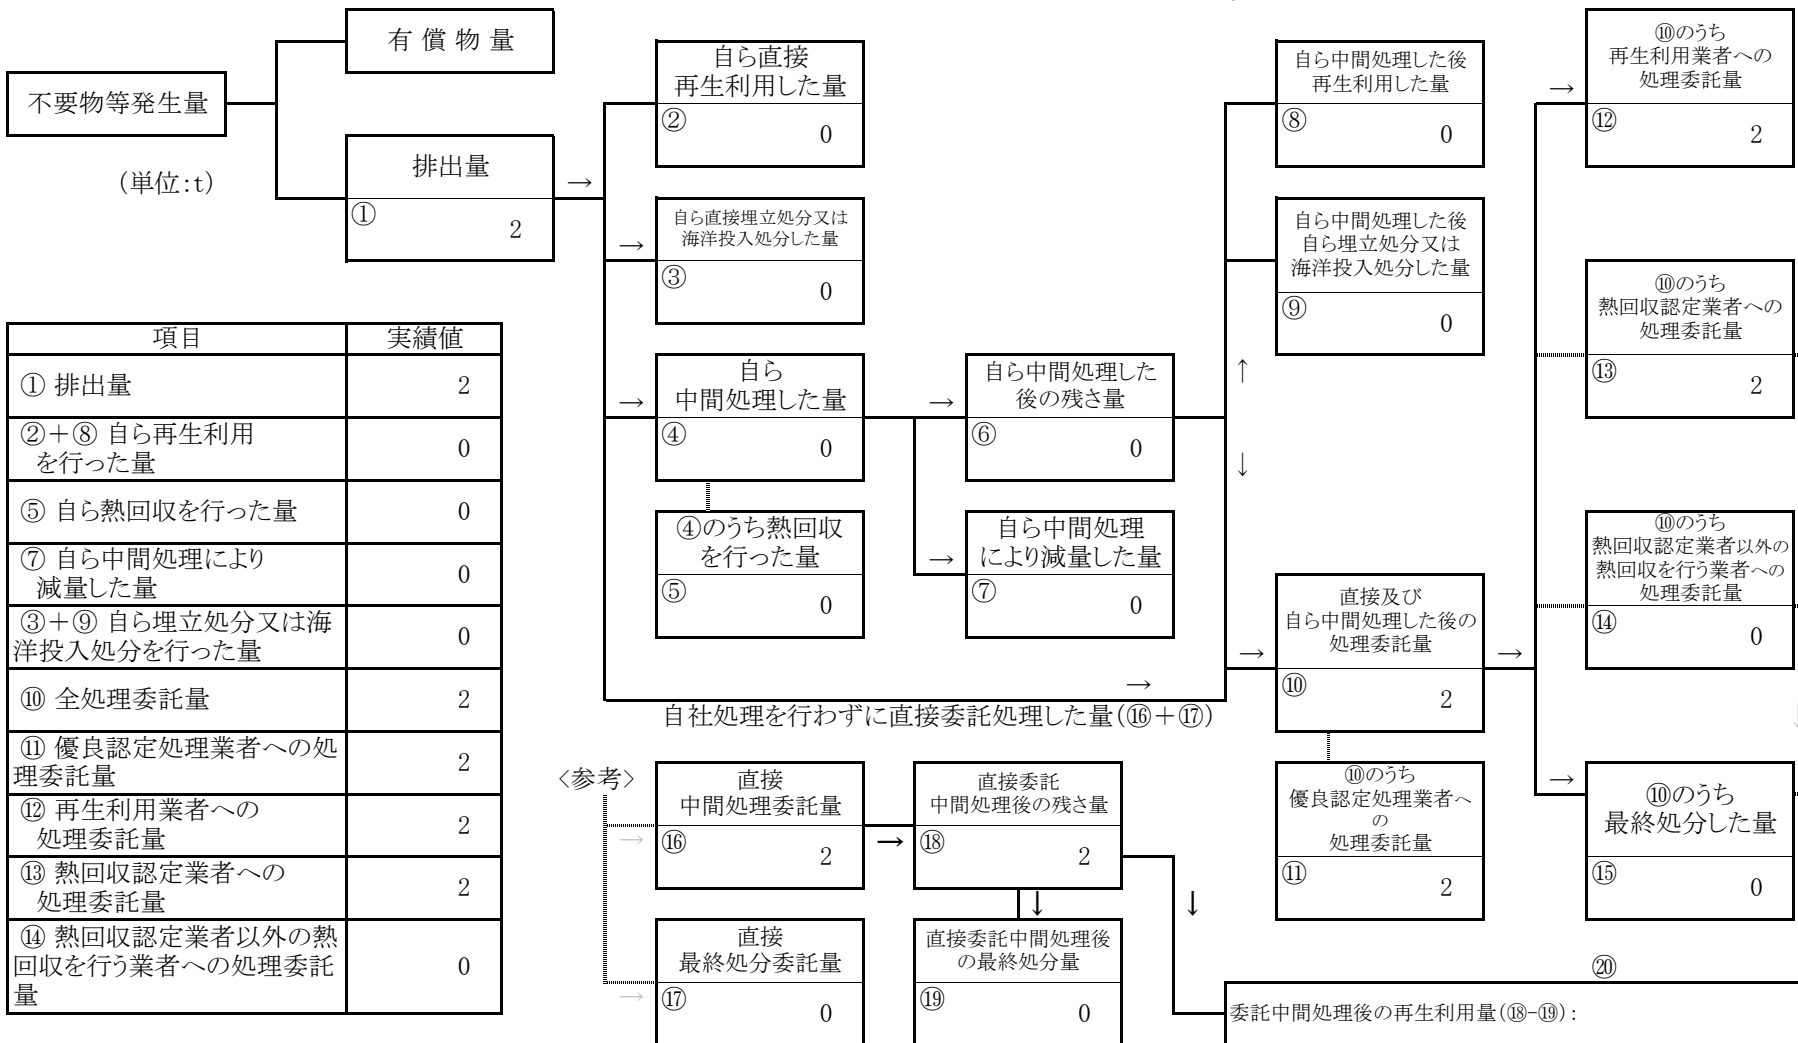 有 償 物 量
不要物等発生量
(単位:t)
排出量
①
2
→
自ら直接
再生利用した量
②
0
→
自ら直接埋立処分又は
海洋投入処分した量
③
0
→
自ら
中間処理した量
④
0
④のうち熱回収
を行った量
⑤
0
→
自ら中間処理した
後の残さ量
⑥
0
→
自ら中間処理
により減量した量
⑦
0
自ら中間処理した後
再生利用した量
⑧
0
自ら中間処理した後
自ら埋立処分又は
海洋投入処分した量
⑨
0
↑
↓
→
自社処理を行わずに直接委託処理した量(⑯+⑰)
→
直接及び
自ら中間処理した後の
処理委託量
⑩
2
⑩のうち
優良認定処理業者へ
の
処理委託量
⑪
2
→
→
⑩のうち
再生利用業者への
処理委託量
⑫
2
⑩のうち
熱回収認定業者への
処理委託量
⑬
2
⑩のうち
熱回収認定業者以外の
熱回収を行う業者への
処理委託量
⑭
0
→
⑩のうち
最終処分した量
⑮
0
項目 実績値
① 排出量 2
②+⑧ 自ら再生利用
を行った量 0
⑤ 自ら熱回収を行った量 0
⑦ 自ら中間処理により
減量した量 0
③+⑨ 自ら埋立処分又は海
洋投入処分を行った量 0
⑩ 全処理委託量 2
⑪ 優良認定処理業者への処
理委託量 2
⑫ 再生利用業者への
処理委託量 2
⑬ 熱回収認定業者への
処理委託量 2
⑭ 熱回収認定業者以外の熱
回収を行う業者への処理委託
量 0
〈参考〉
→
直接
中間処理委託量
⑯
2
→
直接委託
中間処理後の残さ量
⑱
2
↓
↓
→
直接
最終処分委託量
⑰
0
直接委託中間処理後
の最終処分量
⑲
0
⑳
委託中間処理後の再生利用量(⑱-⑲):